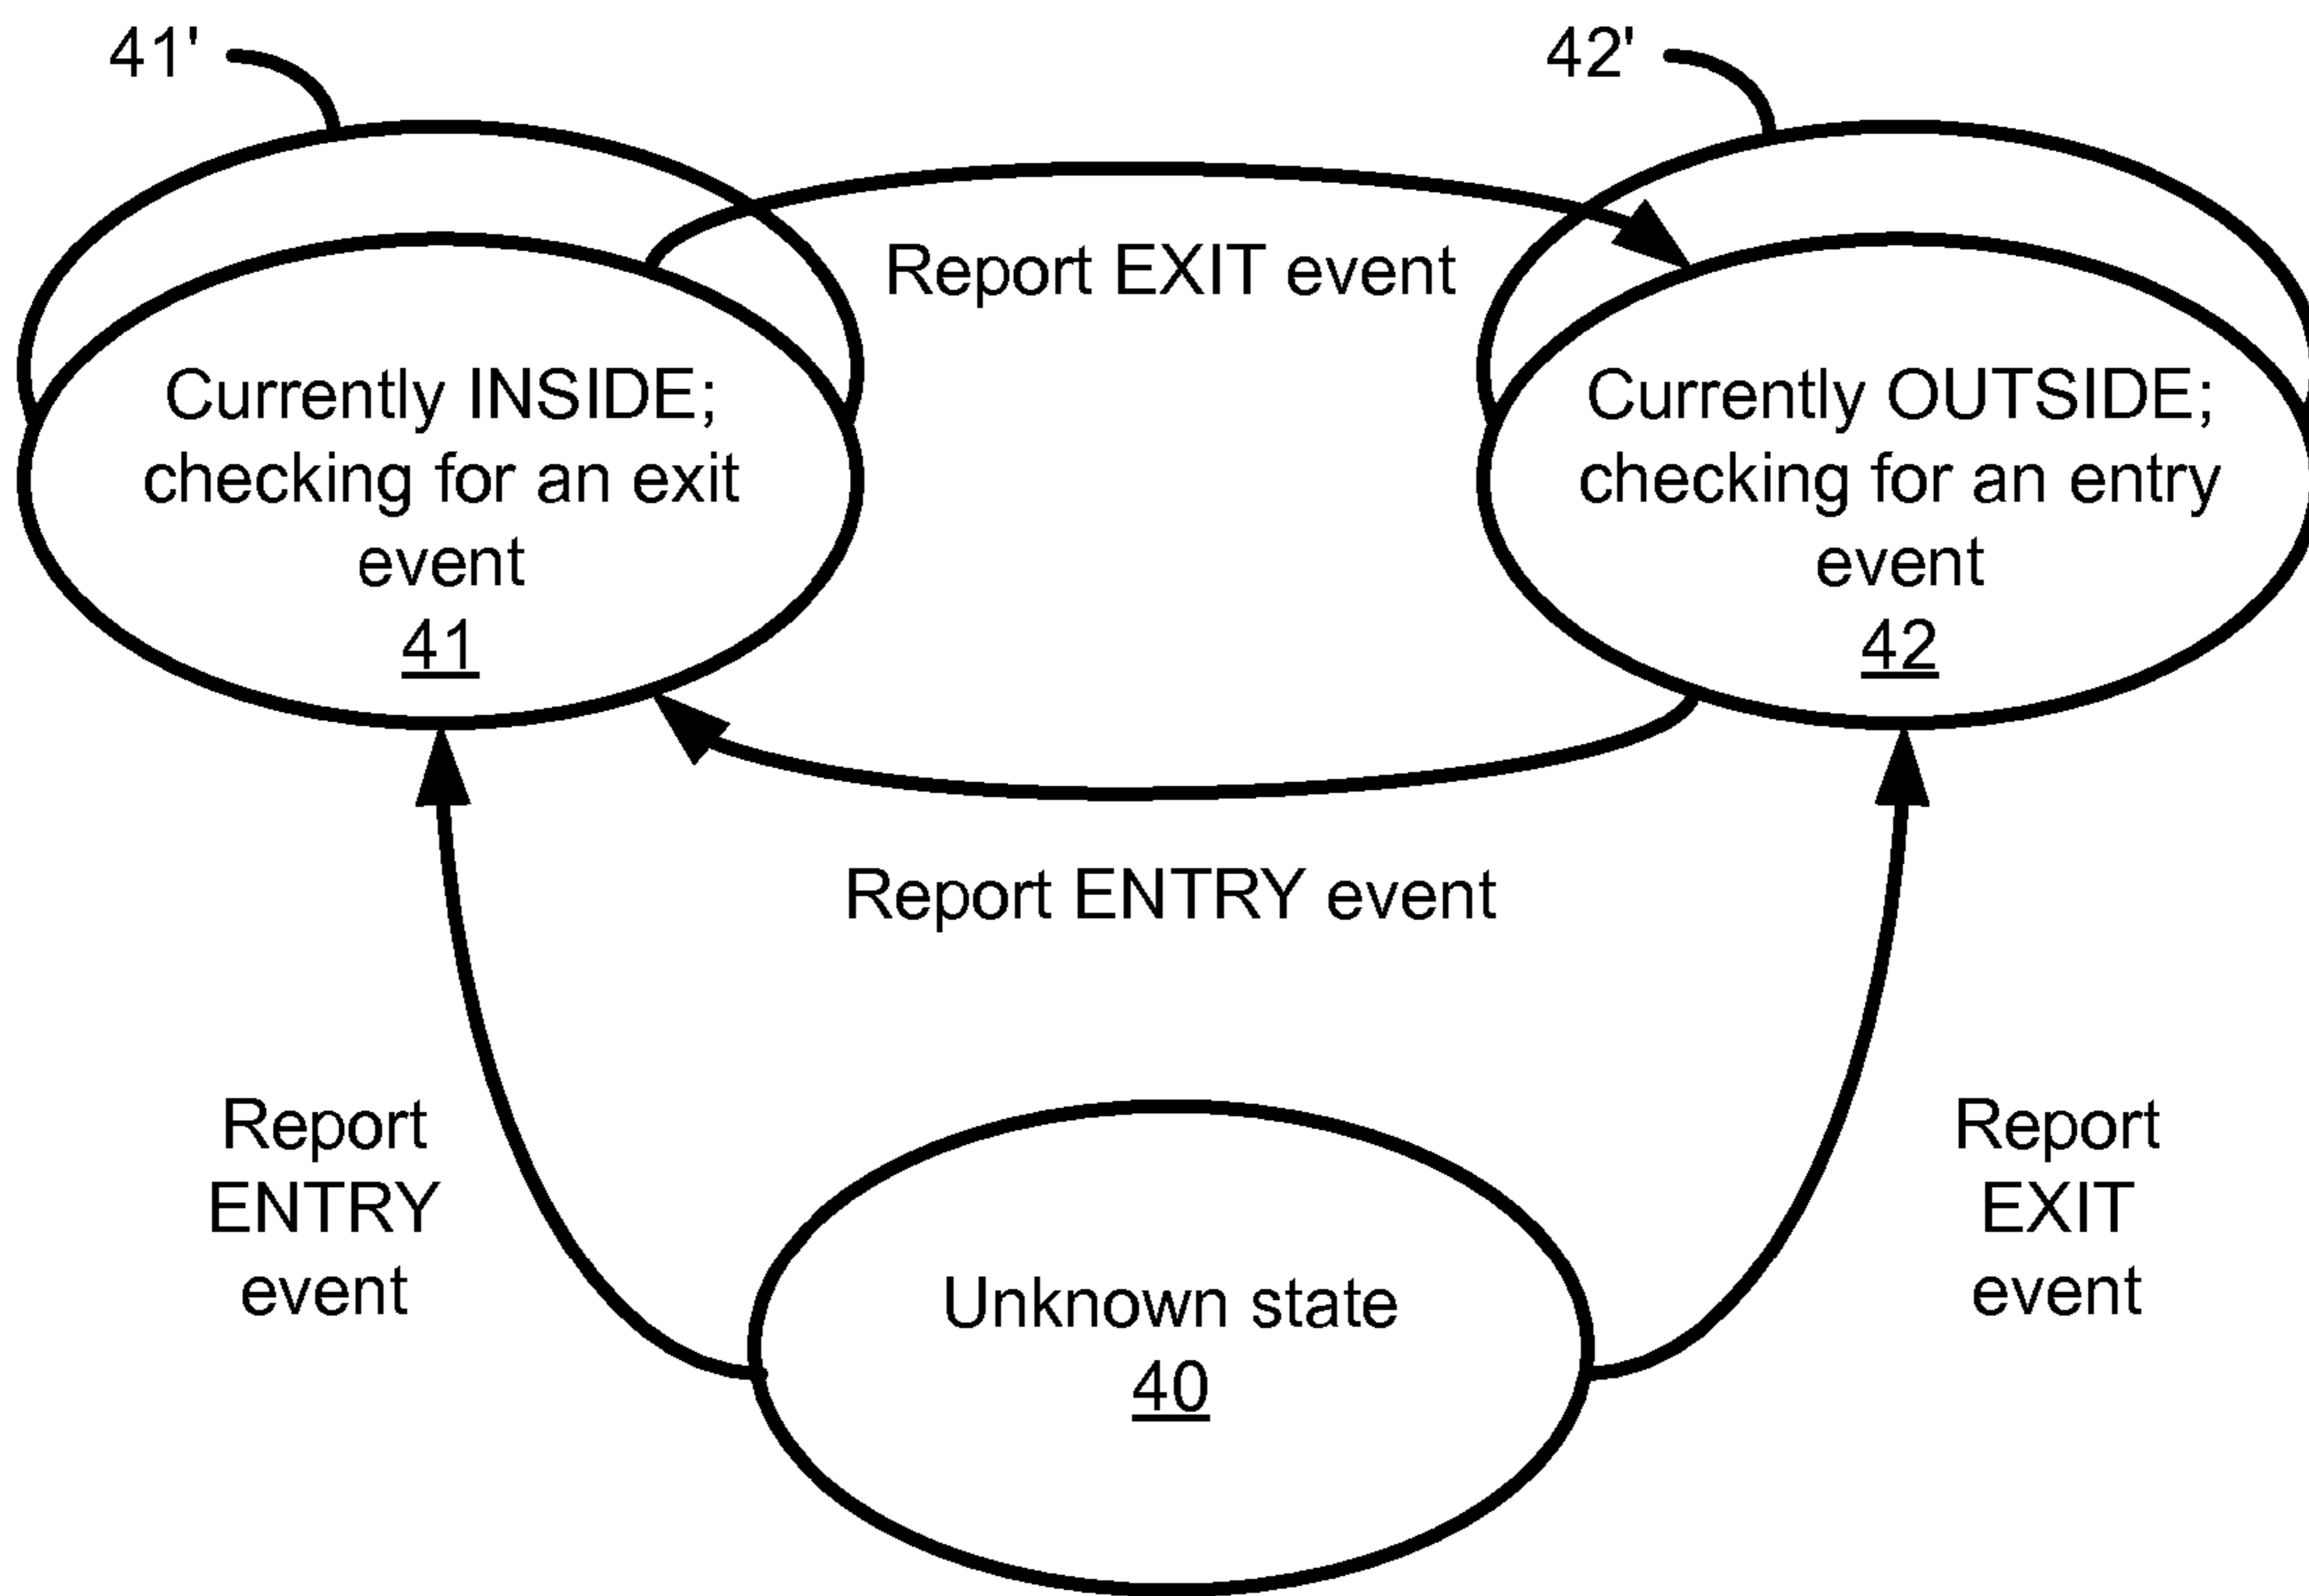 41'
42'
Report EXIT event
Currently INSIDE;
checking for an exit
event
41
Currently OUTSIDE;
checking for an entry
event
42
Report ENTRY event
Report
ENTRY
event
Unknown state
40
Report
EXIT
event